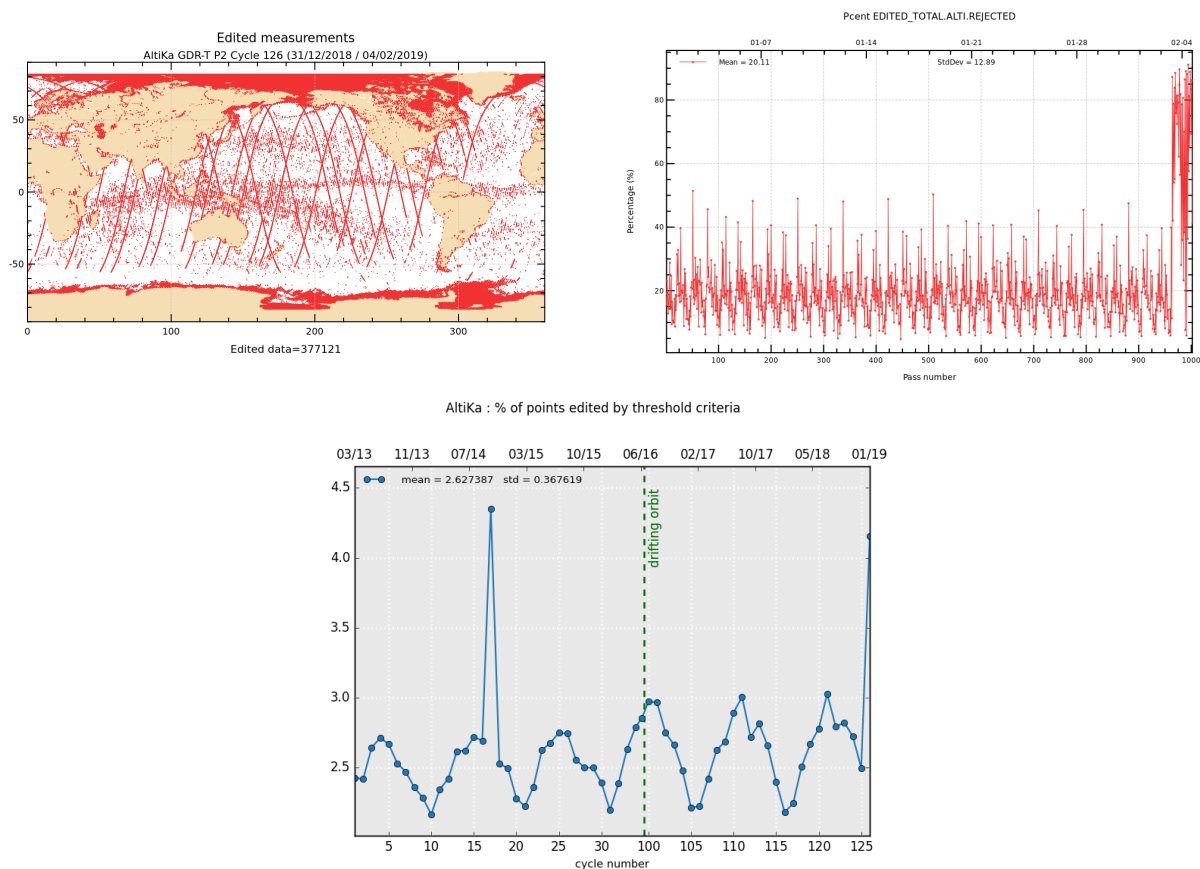 Edited measurements
AltiKa GDR-T P2 Cycle 126 (31/12/2018 / 04/02/2019)
50
0
-50
0 100 200 300
Edited data=377121
Pcent EDITED_TOTAL.ALTI.REJECTED
01-07 01-14 01-21 01-28 02-04
Mean = 20.11 StdDev = 12.89
80
60
40
20
Percentage (%)
100 200 300 400 500 600 700 800 900 1000
Pass number
AltiKa : % of points edited by threshold criteria
03/13 11/13 07/14 03/15 10/15 06/16 02/17 10/17 05/18 01/19
mean = 2.627387 std = 0.367619
drifting orbit
4.5
4.0
3.5
3.0
2.5
5 10 15 20 25 30 100 105 110 115 120 125
cycle number